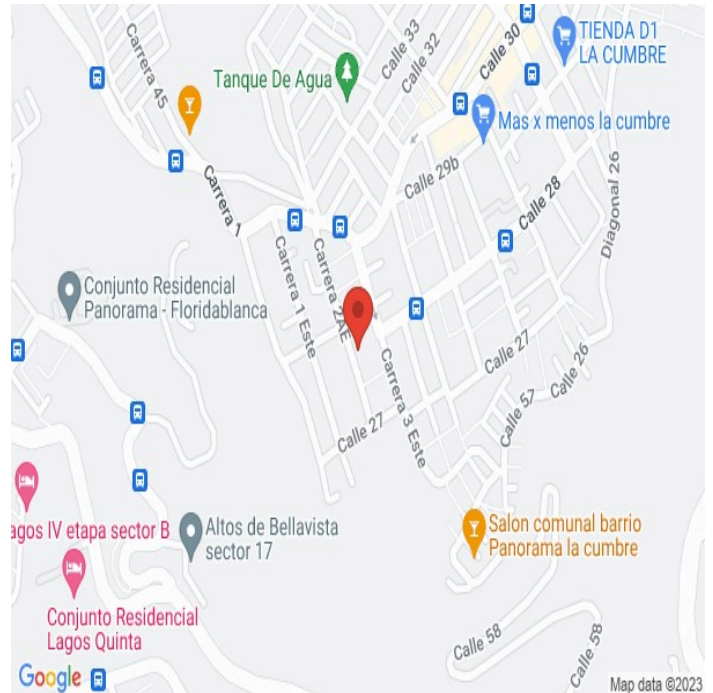 Carrera 45
Calle 33
Calle 32
Calle 30
TIENDA D1
LA CUMBRE
Tanque De Agua
Mas x menos la cumbre
Carrera 1
Calle 29b
Calle 28
Diagonal 26
Conjunto Residencial
Panorama - Floridablanca
Carrera 1 Este
Carrera 2AE
Carrera 3 Este
Calle 27
Calle 26
Calle 57
Calle 27
agos IV etapa sector B
Altos de Bellavista
sector 17
Salon comunal barrio
Panorama la cumbre
Conjunto Residencial
Lagos Quinta
Calle 58
Calle 58
Google
Map data ©2023